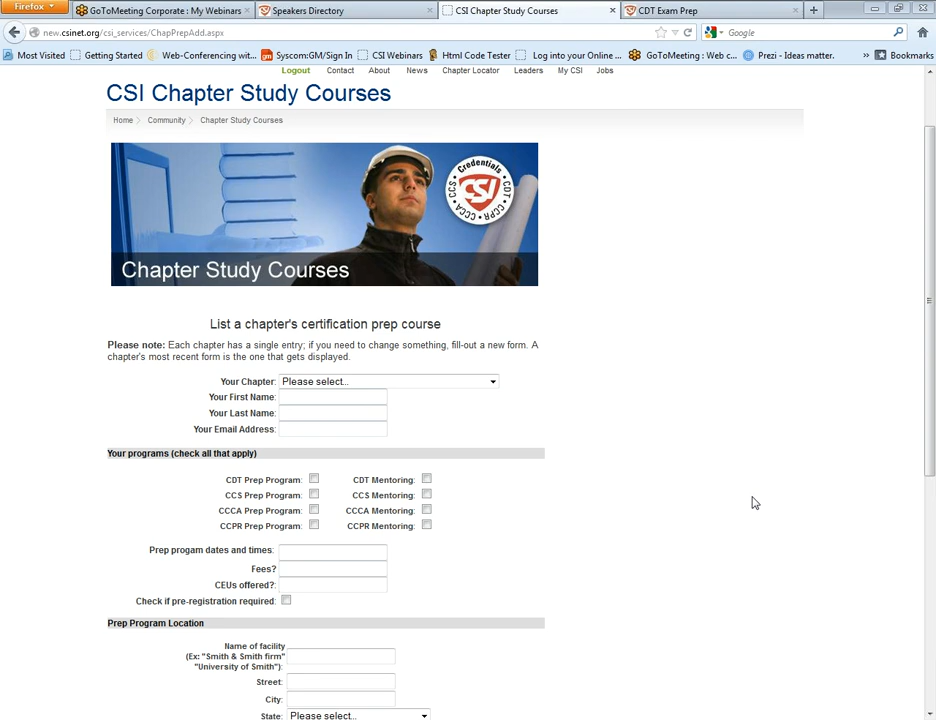 Firefox
GoToMeeting Corporate : My Webinars
Speakers Directory
CSI Chapter Study Courses
CDT Exam Prep
new.csinet.org/csi_services/ChapPrepAdd.aspx
Google
Most Visited
Getting Started
Web-Conferencing wit...
Syscom:GM/Sign In
CSI Webinars
Html Code Tester
Log into your Online ...
GoToMeeting : Web c...
Prezi - Ideas matter.
» Bookmarks
Logout Contact About News Chapter Locator Leaders My CSI Jobs
CSI Chapter Study Courses
Home Community Chapter Study Courses
Credentials
CCS CSI CDT
CCCA CCPR
Chapter Study Courses
List a chapter's certification prep course
Please note: Each chapter has a single entry; if you need to change something, fill-out a new form. A
chapter's most recent form is the one that gets displayed.
Your Chapter: Please select...
Your First Name:
Your Last Name:
Your Email Address:
Your programs (check all that apply)
CDT Prep Program: CDT Mentoring:
CCS Prep Program: CCS Mentoring:
CCCA Prep Program: CCCA Mentoring:
CCPR Prep Program: CCPR Mentoring:
Prep progam dates and times:
Fees?
CEUs offered?:
Check if pre-registration required:
Prep Program Location
Name of facility
(Ex: "Smith & Smith firm"
"University of Smith"):
Street:
City:
State: Please select...